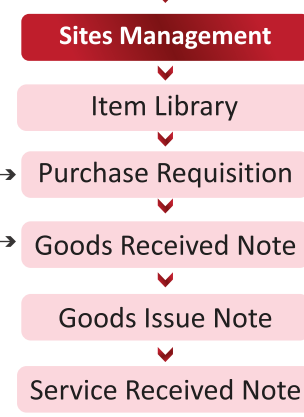 Sites Management
Item Library
Purchase Requisition
Goods Received Note
Goods Issue Note
Service Received Note